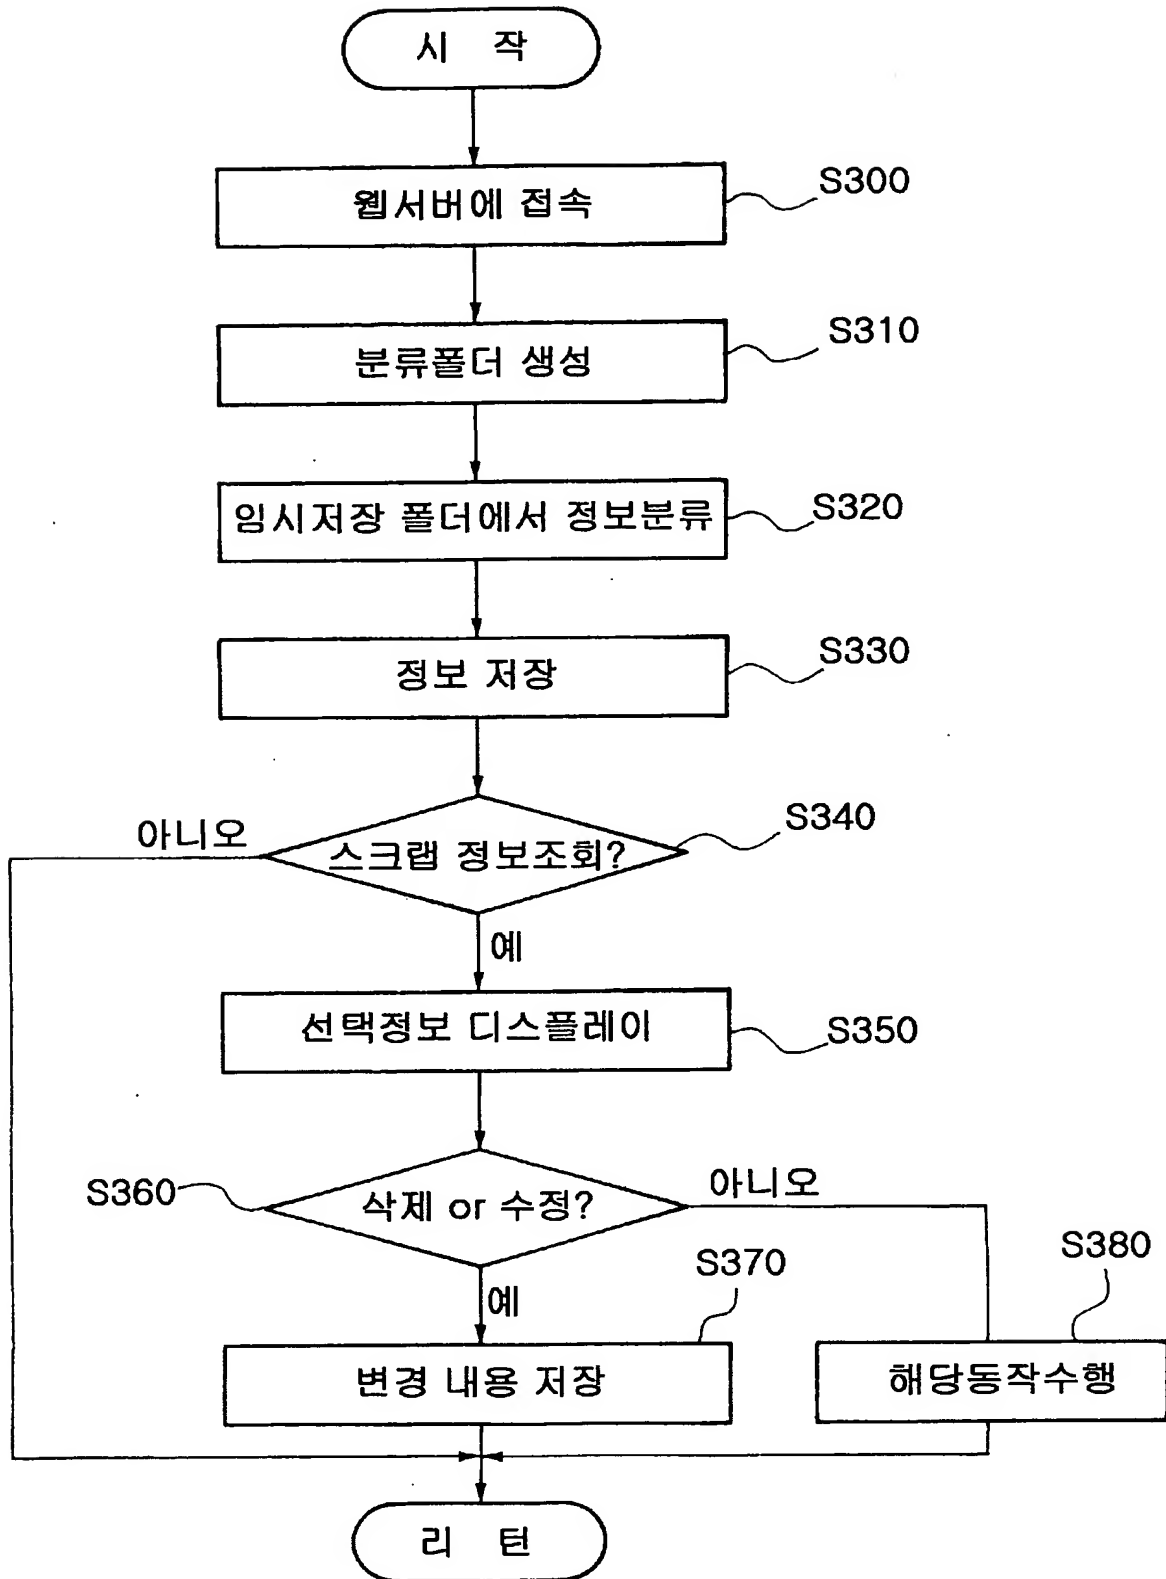 시 작
웹서버에 접속
S300
분류폴더 생성
S310
임시저장 폴더에서 정보분류
S320
정보 저장
S330
아니오
스크랩 정보조회?
S340
예
선택정보 디스플레이
S350
S360
삭제 or 수정?
아니오
예
S370
S380
변경 내용 저장
해당동작수행
리 턴